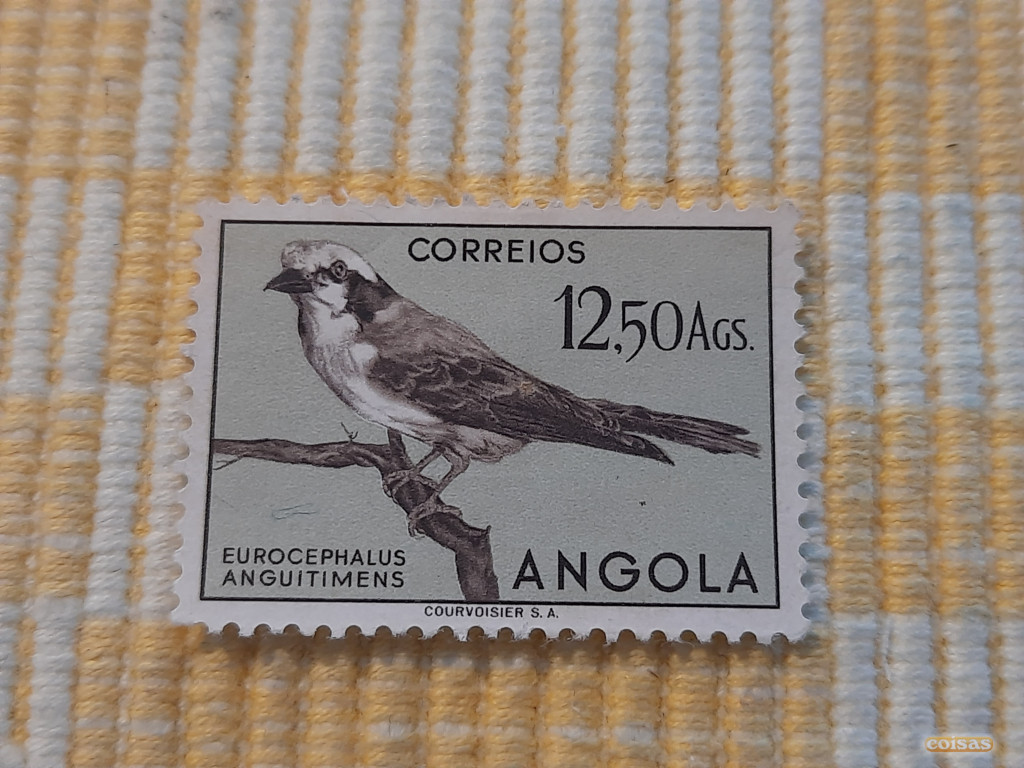 CORREIOS
12,50 AGS.
EUROCEPHALUS
ANGUITIMENS
ANGOLA
COURVOISIER S. A.
coisas